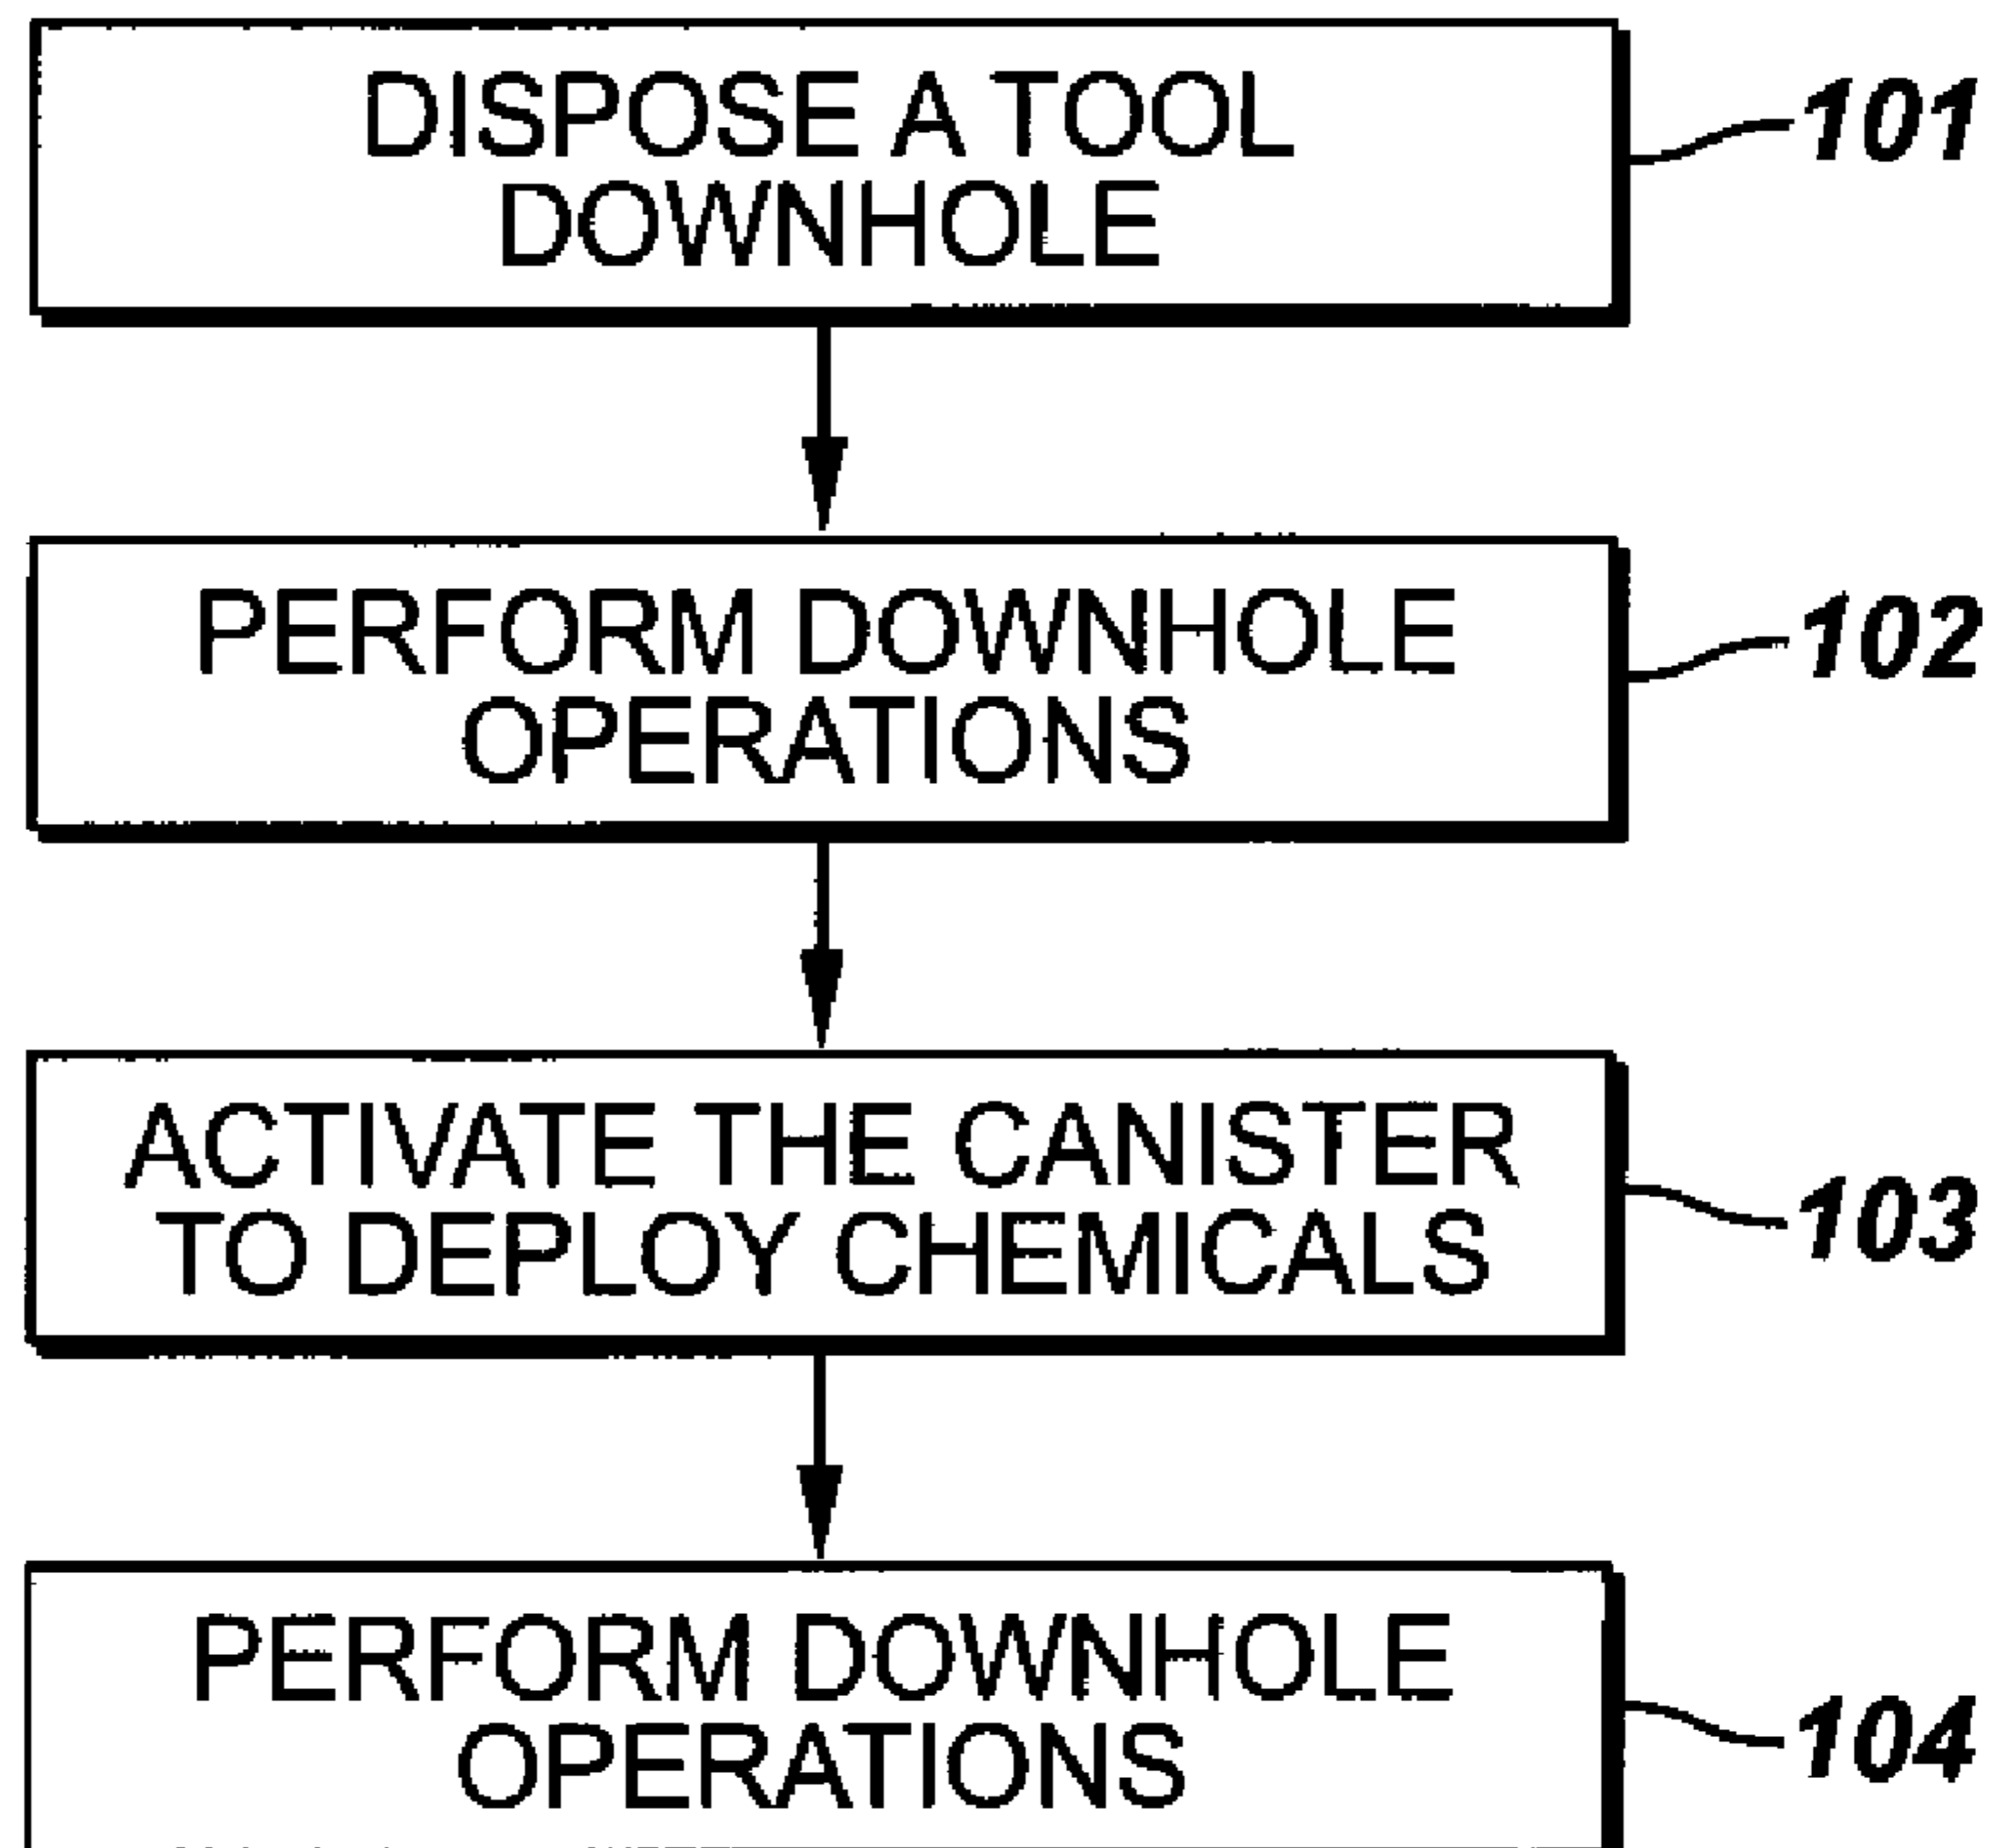 DISPOSE A TOOL
DOWNHOLE
101
PERFORM DOWNHOLE
OPERATIONS
102
ACTIVATE THE CANISTER
TO DEPLOY CHEMICALS
103
PERFORM DOWNHOLE
OPERATIONS
104